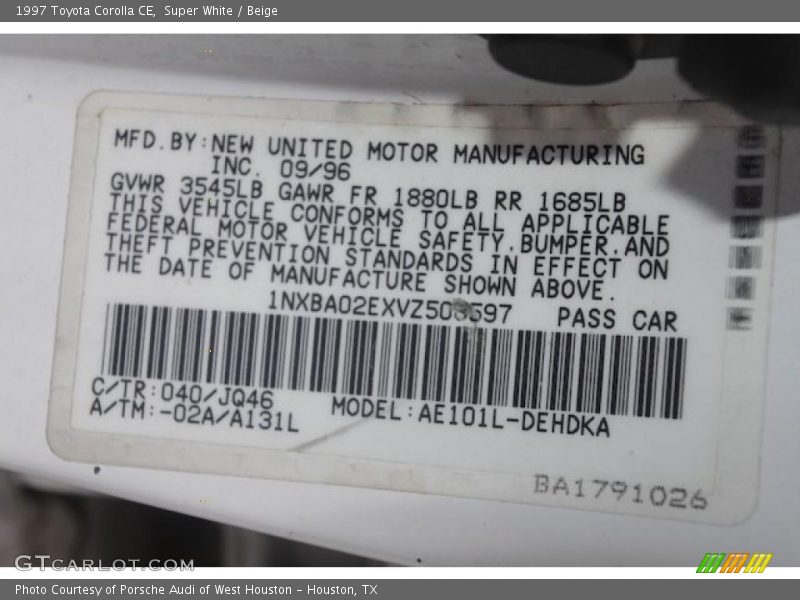 1997 Toyota Corolla CE, Super White / Beige
MFD.BY:NEW UNITED MOTOR MANUFACTURING
INC. 09/96
GVWR 3545LB GAWR FR 1880LB RR 1685LB
THIS VEHICLE CONFORMS TO ALL APPLICABLE
FEDERAL MOTOR VEHICLE SAFETY,BUMPER,AND
THEFT PREVENTION STANDARDS IN EFFECT ON
THE DATE OF MANUFACTURE SHOWN ABOVE.
PASS CAR
C/TR:040/JQ46
A/TM:-02A/A131L
MODEL:AE101L-DEHDKA
BA1791026
GTCARLOT.COM
Photo Courtesy of Porsche Audi of West Houston - Houston, TX